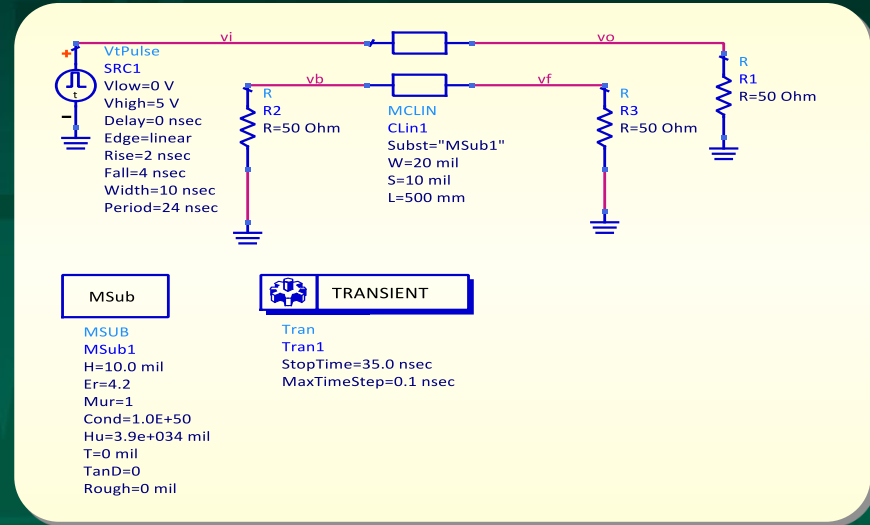 vi
vo
+
VtPulse
SRC1
Vlow=0 V
Vhigh=5 V
Delay=0 nsec
Edge=linear
Rise=2 nsec
Fall=4 nsec
Width=10 nsec
Period=24 nsec
t
−
vb
vf
R
R2
R=50 Ohm
MCLIN
CLin1
Subst="MSub1"
W=20 mil
S=10 mil
L=500 mm
R
R3
R=50 Ohm
R
R1
R=50 Ohm
MSub
MSUB
MSub1
H=10.0 mil
Er=4.2
Mur=1
Cond=1.0E+50
Hu=3.9e+034 mil
T=0 mil
TanD=0
Rough=0 mil
TRANSIENT
Tran
Tran1
StopTime=35.0 nsec
MaxTimeStep=0.1 nsec